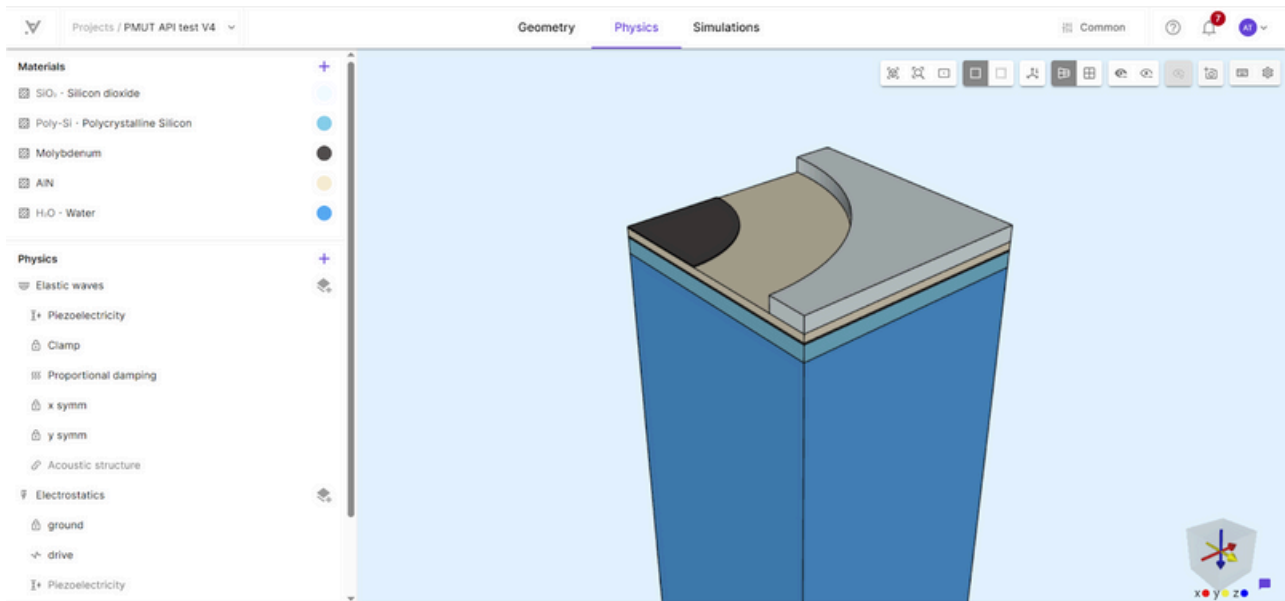 Projects / PMUT API test V4
Geometry
Physics
Simulations
Common
7
AT
Materials
SiO₂ - Silicon dioxide
Poly-Si - Polycrystalline Silicon
Molybdenum
AlN
H₂O - Water
Physics
Elastic waves
Piezoelectricity
Clamp
Proportional damping
x symm
y symm
Acoustic structure
Electrostatics
ground
drive
Piezoelectricity
x y z